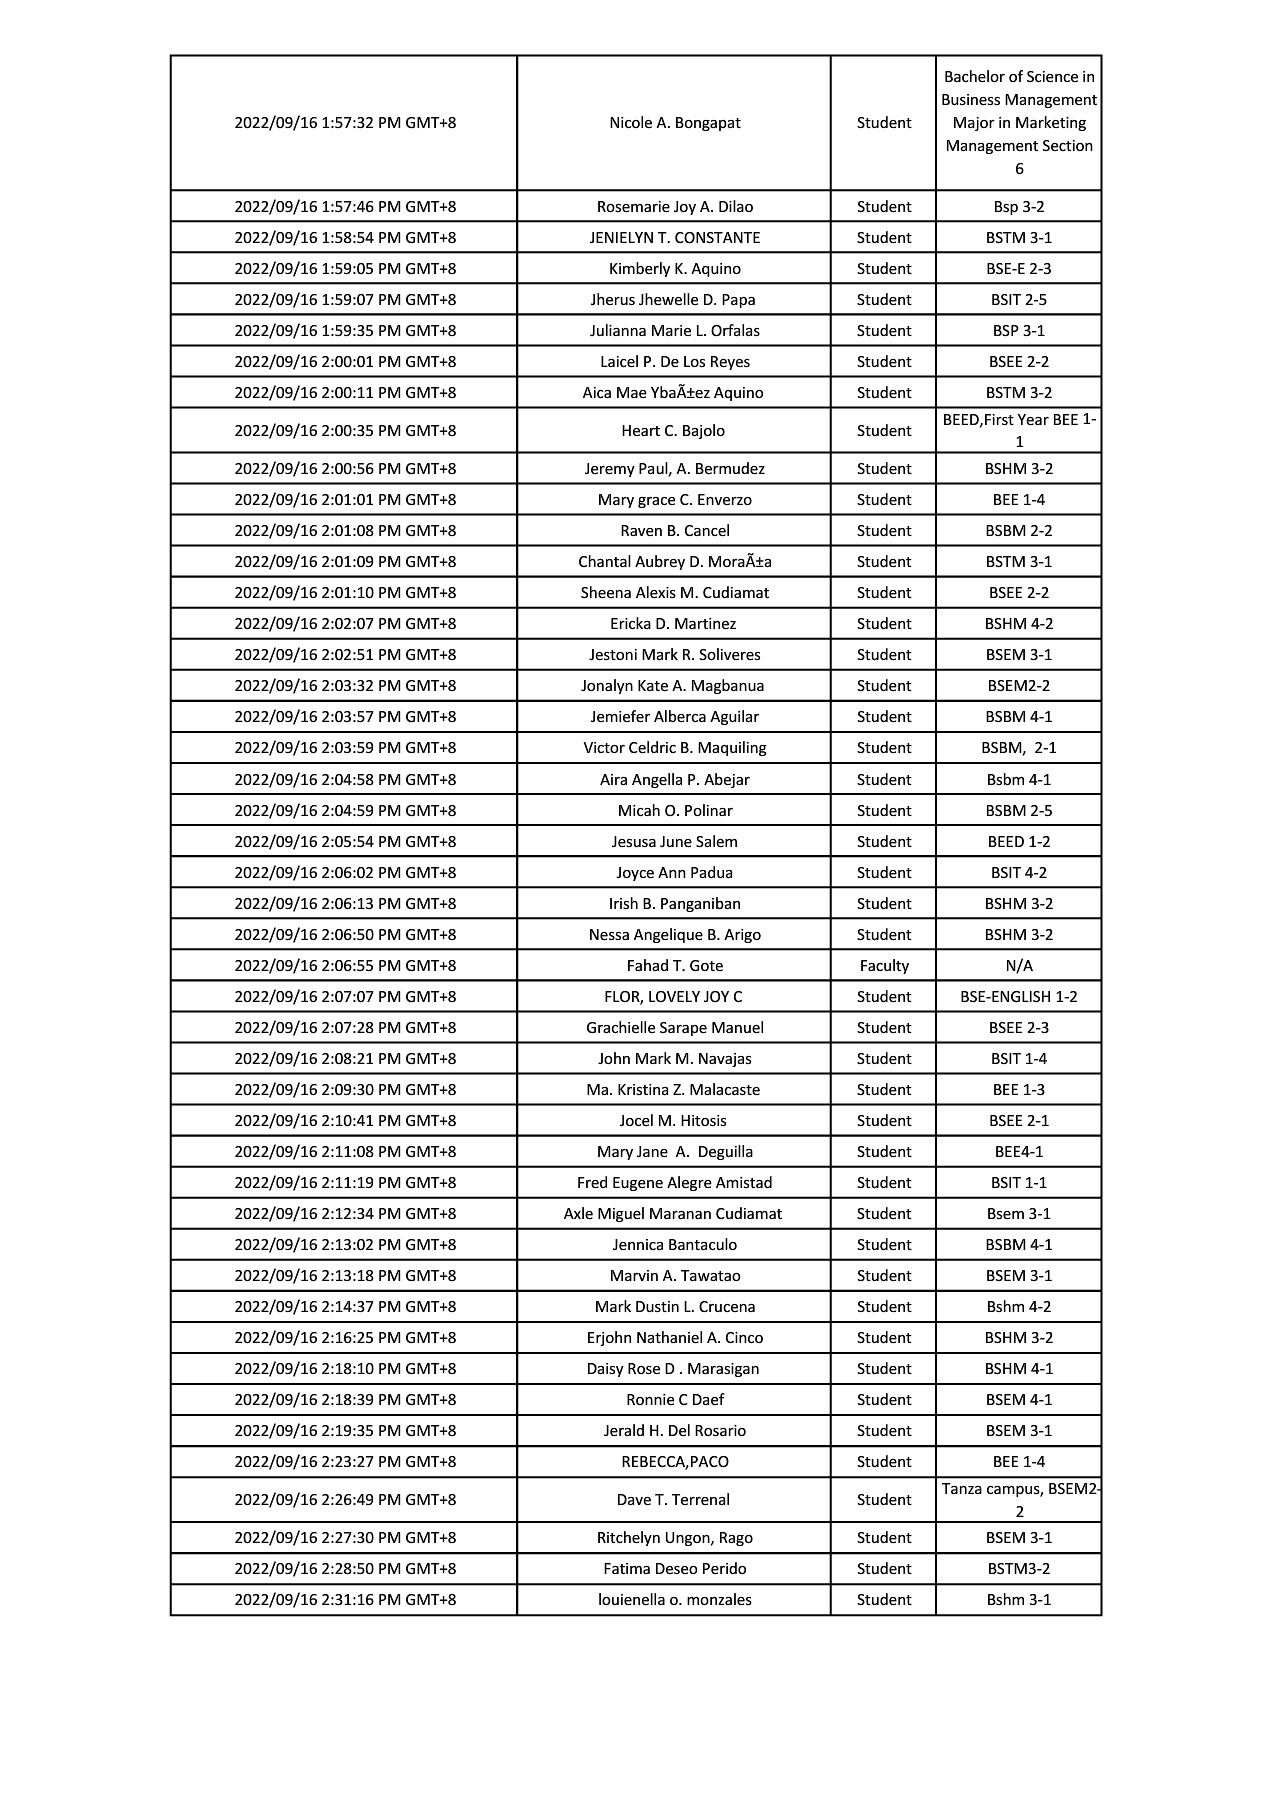 Bachelor of Science in
Business Management
2022/09/16 1:57:32 PM GMT+8 Nicole A. Bongapat Student Major in Marketing
Management Section
6
2022/09/16 1:57:46 PM GMT+8 Rosemarie Joy A. Dilao Student Bsp 3-2
2022/09/16 1:58:54 PM GMT+8 JENIELYN T. CONSTANTE Student BSTM 3-1
2022/09/16 1:59:05 PM GMT+8 Kimberly K. Aquino Student BSE-E 2-3
2022/09/16 1:59:07 PM GMT+8 Jherus Jhewelle D. Papa Student BSIT 2-5
2022/09/16 1:59:35 PM GMT+8 Julianna Marie L. Orfalas Student BSP 3-1
2022/09/16 2:00:01 PM GMT+8 Laicel P. De Los Reyes Student BSEE 2-2
2022/09/16 2:00:11 PM GMT+8 Aica Mae YbaÃ±ez Aquino Student BSTM 3-2
2022/09/16 2:00:35 PM GMT+8 Heart C. Bajolo Student BEED,First Year BEE 1-
1
2022/09/16 2:00:56 PM GMT+8 Jeremy Paul, A. Bermudez Student BSHM 3-2
2022/09/16 2:01:01 PM GMT+8 Mary grace C. Enverzo Student BEE 1-4
2022/09/16 2:01:08 PM GMT+8 Raven B. Cancel Student BSBM 2-2
2022/09/16 2:01:09 PM GMT+8 Chantal Aubrey D. MoraÃ±a Student BSTM 3-1
2022/09/16 2:01:10 PM GMT+8 Sheena Alexis M. Cudiamat Student BSEE 2-2
2022/09/16 2:02:07 PM GMT+8 Ericka D. Martinez Student BSHM 4-2
2022/09/16 2:02:51 PM GMT+8 Jestoni Mark R. Soliveres Student BSEM 3-1
2022/09/16 2:03:32 PM GMT+8 Jonalyn Kate A. Magbanua Student BSEM2-2
2022/09/16 2:03:57 PM GMT+8 Jemiefer Alberca Aguilar Student BSBM 4-1
2022/09/16 2:03:59 PM GMT+8 Victor Celdric B. Maquiling Student BSBM, 2-1
2022/09/16 2:04:58 PM GMT+8 Aira Angella P. Abejar Student Bsbm 4-1
2022/09/16 2:04:59 PM GMT+8 Micah O. Polinar Student BSBM 2-5
2022/09/16 2:05:54 PM GMT+8 Jesusa June Salem Student BEED 1-2
2022/09/16 2:06:02 PM GMT+8 Joyce Ann Padua Student BSIT 4-2
2022/09/16 2:06:13 PM GMT+8 Irish B. Panganiban Student BSHM 3-2
2022/09/16 2:06:50 PM GMT+8 Nessa Angelique B. Arigo Student BSHM 3-2
2022/09/16 2:06:55 PM GMT+8 Fahad T. Gote Faculty N/A
2022/09/16 2:07:07 PM GMT+8 FLOR, LOVELY JOY C Student BSE-ENGLISH 1-2
2022/09/16 2:07:28 PM GMT+8 Grachielle Sarape Manuel Student BSEE 2-3
2022/09/16 2:08:21 PM GMT+8 John Mark M. Navajas Student BSIT 1-4
2022/09/16 2:09:30 PM GMT+8 Ma. Kristina Z. Malacaste Student BEE 1-3
2022/09/16 2:10:41 PM GMT+8 Jocel M. Hitosis Student BSEE 2-1
2022/09/16 2:11:08 PM GMT+8 Mary Jane A. Deguilla Student BEE4-1
2022/09/16 2:11:19 PM GMT+8 Fred Eugene Alegre Amistad Student BSIT 1-1
2022/09/16 2:12:34 PM GMT+8 Axle Miguel Maranan Cudiamat Student Bsem 3-1
2022/09/16 2:13:02 PM GMT+8 Jennica Bantaculo Student BSBM 4-1
2022/09/16 2:13:18 PM GMT+8 Marvin A. Tawatao Student BSEM 3-1
2022/09/16 2:14:37 PM GMT+8 Mark Dustin L. Crucena Student Bshm 4-2
2022/09/16 2:16:25 PM GMT+8 Erjohn Nathaniel A. Cinco Student BSHM 3-2
2022/09/16 2:18:10 PM GMT+8 Daisy Rose D . Marasigan Student BSHM 4-1
2022/09/16 2:18:39 PM GMT+8 Ronnie C Daef Student BSEM 4-1
2022/09/16 2:19:35 PM GMT+8 Jerald H. Del Rosario Student BSEM 3-1
2022/09/16 2:23:27 PM GMT+8 REBECCA,PACO Student BEE 1-4
2022/09/16 2:26:49 PM GMT+8 Dave T. Terrenal Student Tanza campus, BSEM2-
2
2022/09/16 2:27:30 PM GMT+8 Ritchelyn Ungon, Rago Student BSEM 3-1
2022/09/16 2:28:50 PM GMT+8 Fatima Deseo Perido Student BSTM3-2
2022/09/16 2:31:16 PM GMT+8 louienella o. monzales Student Bshm 3-1